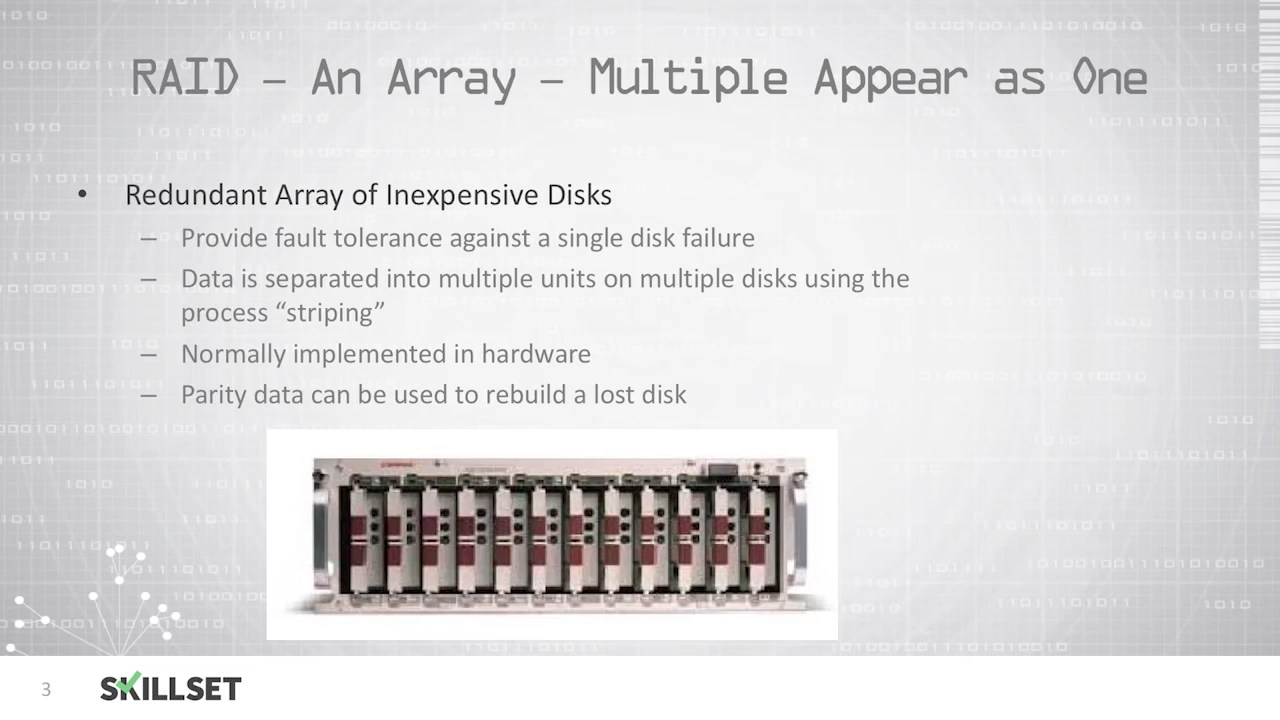 RAID – An Array – Multiple Appear as One
• Redundant Array of Inexpensive Disks
– Provide fault tolerance against a single disk failure
– Data is separated into multiple units on multiple disks using the
process “striping”
– Normally implemented in hardware
– Parity data can be used to rebuild a lost disk
3
SKILLSET